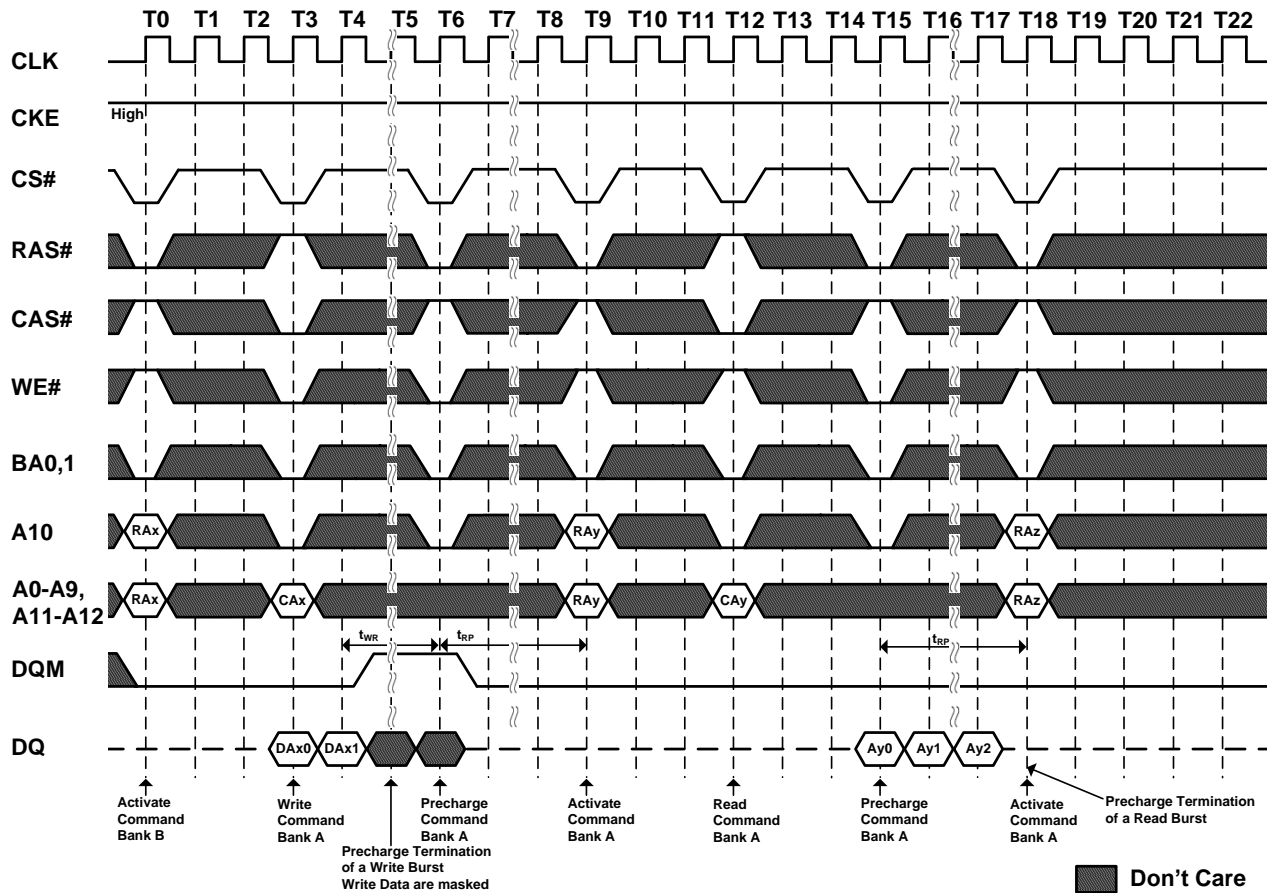 T0 T1 T2 T3 T4 T5 T6 T7 T8 T9 T10 T11 T12 T13 T14 T15 T16 T17 T18 T19 T20 T21 T22
CLK
CKE
High
CS#
RAS#
CAS#
WE#
BA0,1
A10
RAx
RAy
RAz
A0-A9,
A11-A12
RAx
CAx
RAy
CAy
RAz
tWR
tRP
tRP
DQM
DQ
DAx0
DAx1
Ay0
Ay1
Ay2
Activate
Command
Bank B
Write
Command
Bank A
Precharge Termination
of a Write Burst
Write Data are masked
Precharge
Command
Bank A
Activate
Command
Bank A
Read
Command
Bank A
Precharge
Command
Bank A
Activate
Command
Bank A
Precharge Termination
of a Read Burst
Don't Care